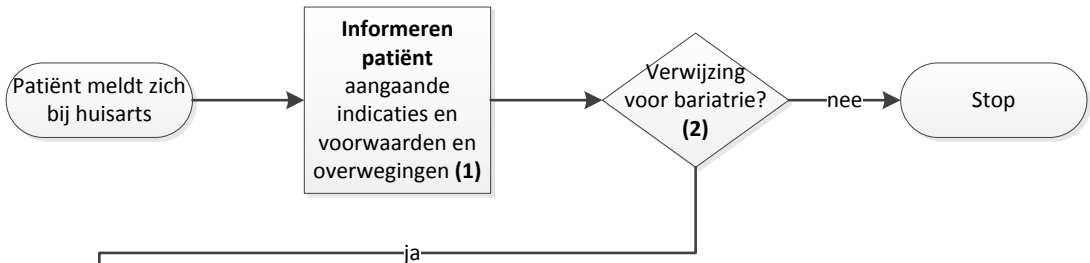 Patiënt meldt zich
bij huisarts
Informeren
patiënt
aangaande
indicaties en
voorwaarden en
overwegingen (1)
Verwijzing
voor bariatrie?
(2)
nee
Stop
ja